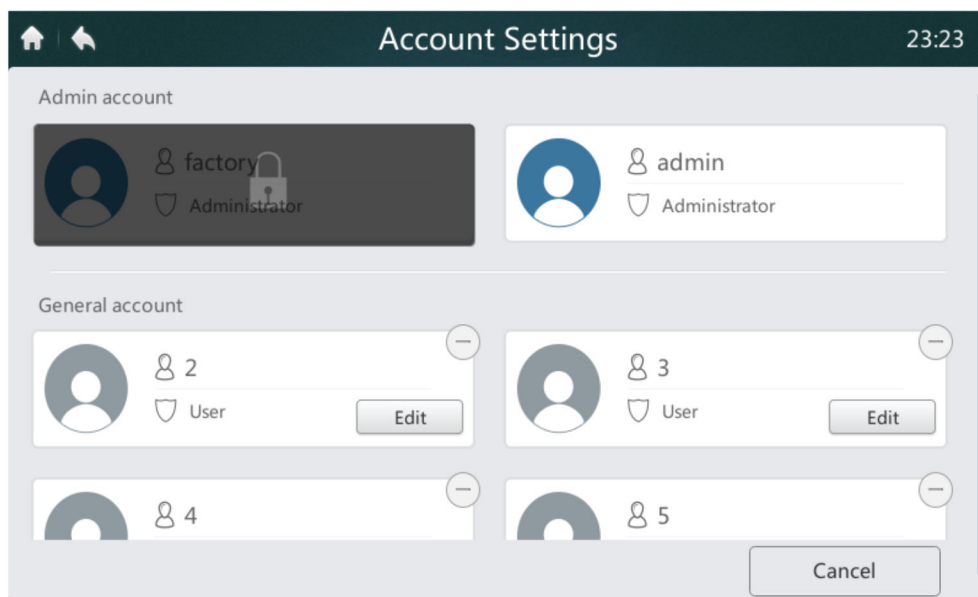 Account Settings 23:23
Admin account
factory admin
Administrator Administrator
General account
2 3
User Edit User Edit
4 5
Cancel